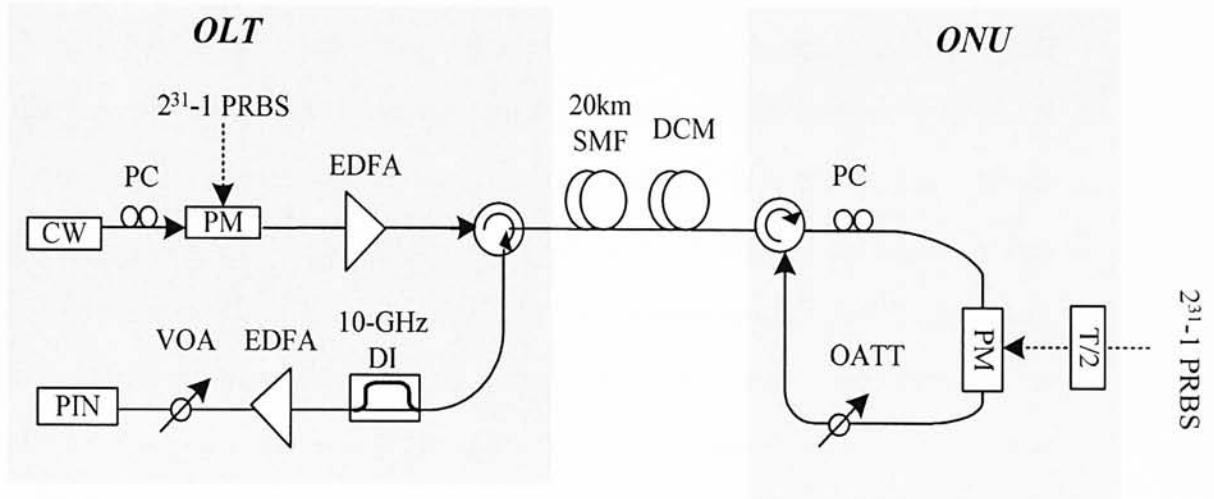 OLT
ONU
2³¹-1 PRBS
20km
SMF
DCM
EDFA
PC
PC
CW
PM
10-GHz
DI
VOA
EDFA
OATT
PM
T/2
2³¹-1 PRBS
PIN